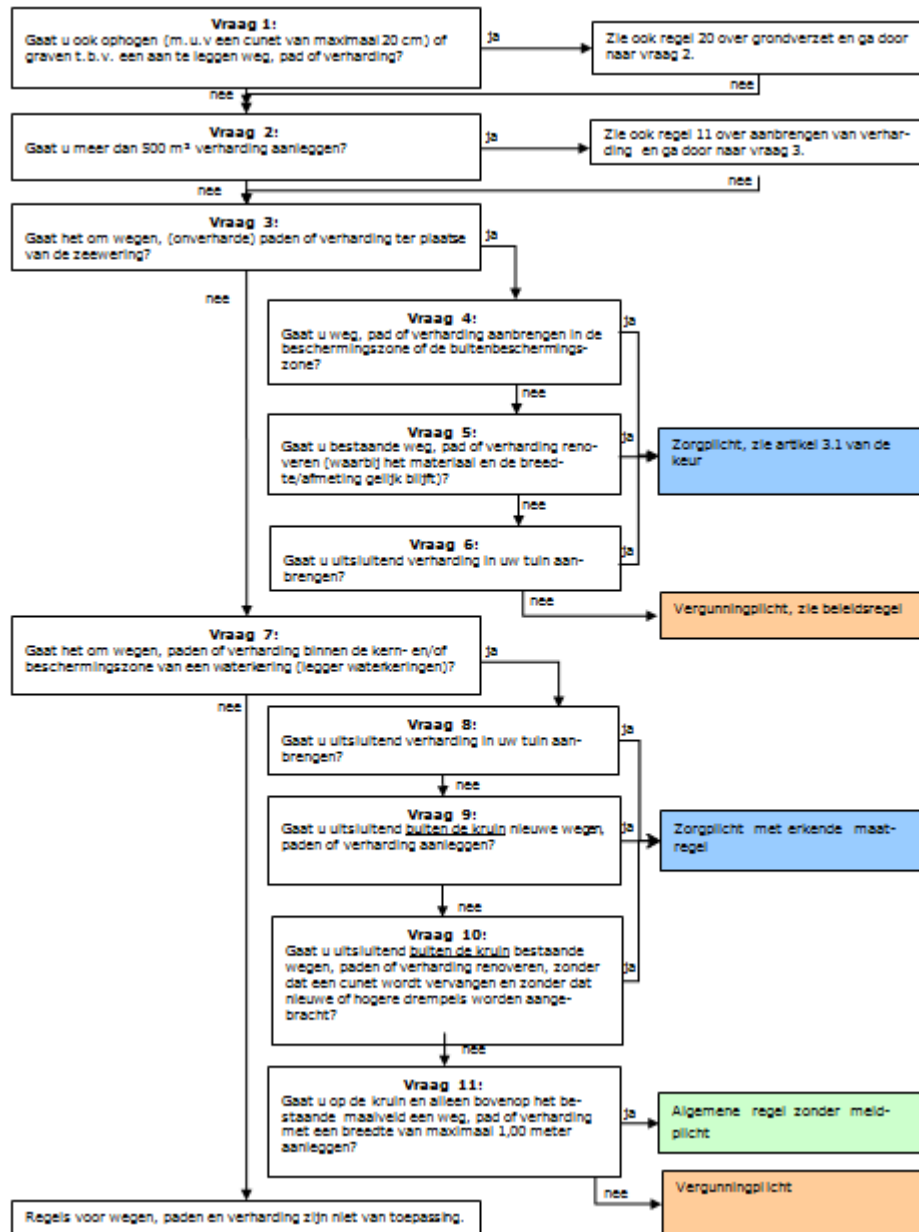 Vraag 1:
Gaat u ook ophogen (m.u.v een cunet van maximaal 20 cm) of
graven t.b.v. een aan te leggen weg, pad of verharding?
ja
Zie ook regel 20 over grondverzet en ga door
naar vraag 2.
nee
nee
Vraag 2:
Gaat u meer dan 500 m² verharding aanleggen?
ja
Zie ook regel 11 over aanbrengen van verhar-
ding en ga door naar vraag 3.
nee
nee
Vraag 3:
Gaat het om wegen, (onverharde) paden of verharding ter plaatse
van de zeewering?
ja
nee
Vraag 4:
Gaat u weg, pad of verharding aanbrengen in de
beschermingszone of de buitenbeschermings-
zone?
ja
nee
Vraag 5:
Gaat u bestaande weg, pad of verharding reno-
veren (waarbij het materiaal en de breed-
te/afmeting gelijk blijft)?
ja
Zorgplicht, zie artikel 3.1 van de
keur
nee
Vraag 6:
Gaat u uitsluitend verharding in uw tuin aan-
brengen?
ja
nee
Vergunningplicht, zie beleidsregel
Vraag 7:
Gaat het om wegen, paden of verharding binnen de kern- en/of
beschermingszone van een waterkering (legger waterkeringen)?
ja
nee
Vraag 8:
Gaat u uitsluitend verharding in uw tuin aan-
brengen?
ja
nee
Vraag 9:
Gaat u uitsluitend buiten de kruin nieuwe wegen,
paden of verharding aanleggen?
ja
Zorgplicht met erkende maat-
regel
nee
Vraag 10:
Gaat u uitsluitend buiten de kruin bestaande
wegen, paden of verharding renoveren, zonder
dat een cunet wordt vervangen en zonder dat
nieuwe of hogere drempels worden aange-
bracht?
ja
nee
Vraag 11:
Gaat u op de kruin en alleen bovenop het be-
staande maaiveld een weg, pad of verharding
met een breedte van maximaal 1,00 meter
aanleggen?
ja
Algemene regel zonder meld-
plicht
nee
Vergunningplicht
Regels voor wegen, paden en verharding zijn niet van toepassing.